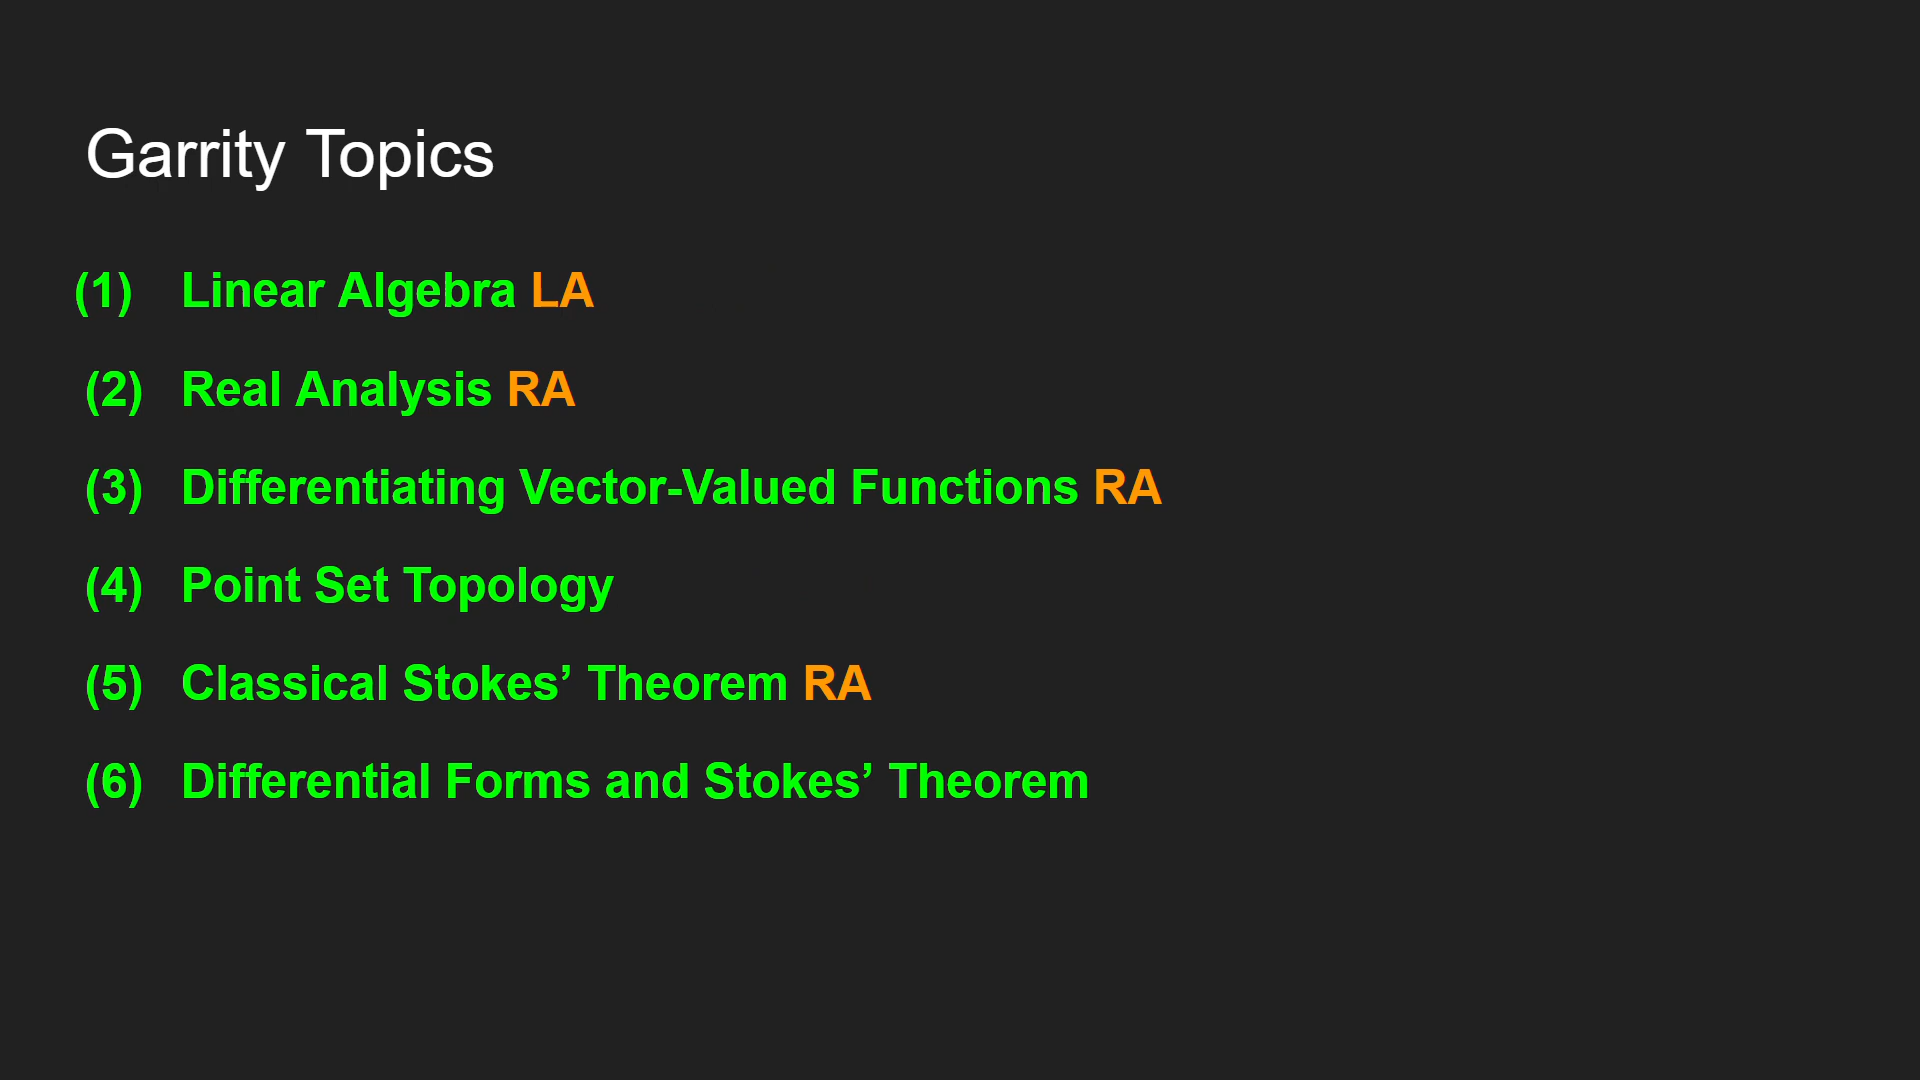 Garrity Topics
(1) Linear Algebra LA
(2) Real Analysis RA
(3) Differentiating Vector-Valued Functions RA
(4) Point Set Topology
(5) Classical Stokes’ Theorem RA
(6) Differential Forms and Stokes’ Theorem